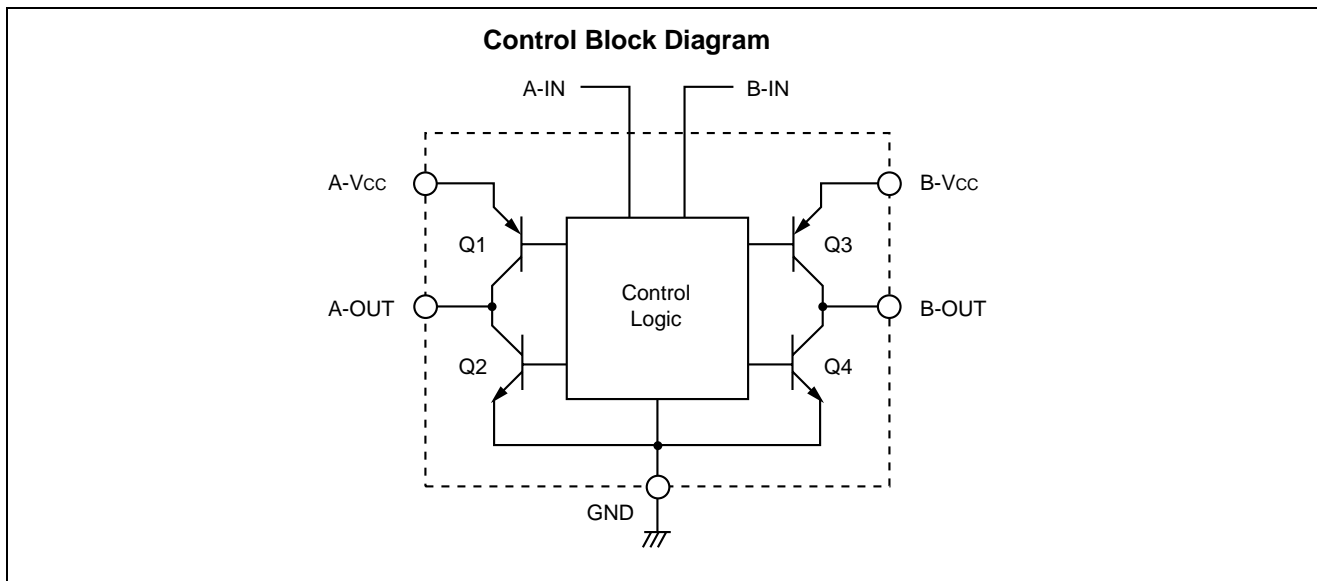 Control Block Diagram
A-IN
B-IN
A-VCC
B-VCC
Q1
Q3
Control
Logic
A-OUT
B-OUT
Q2
Q4
GND